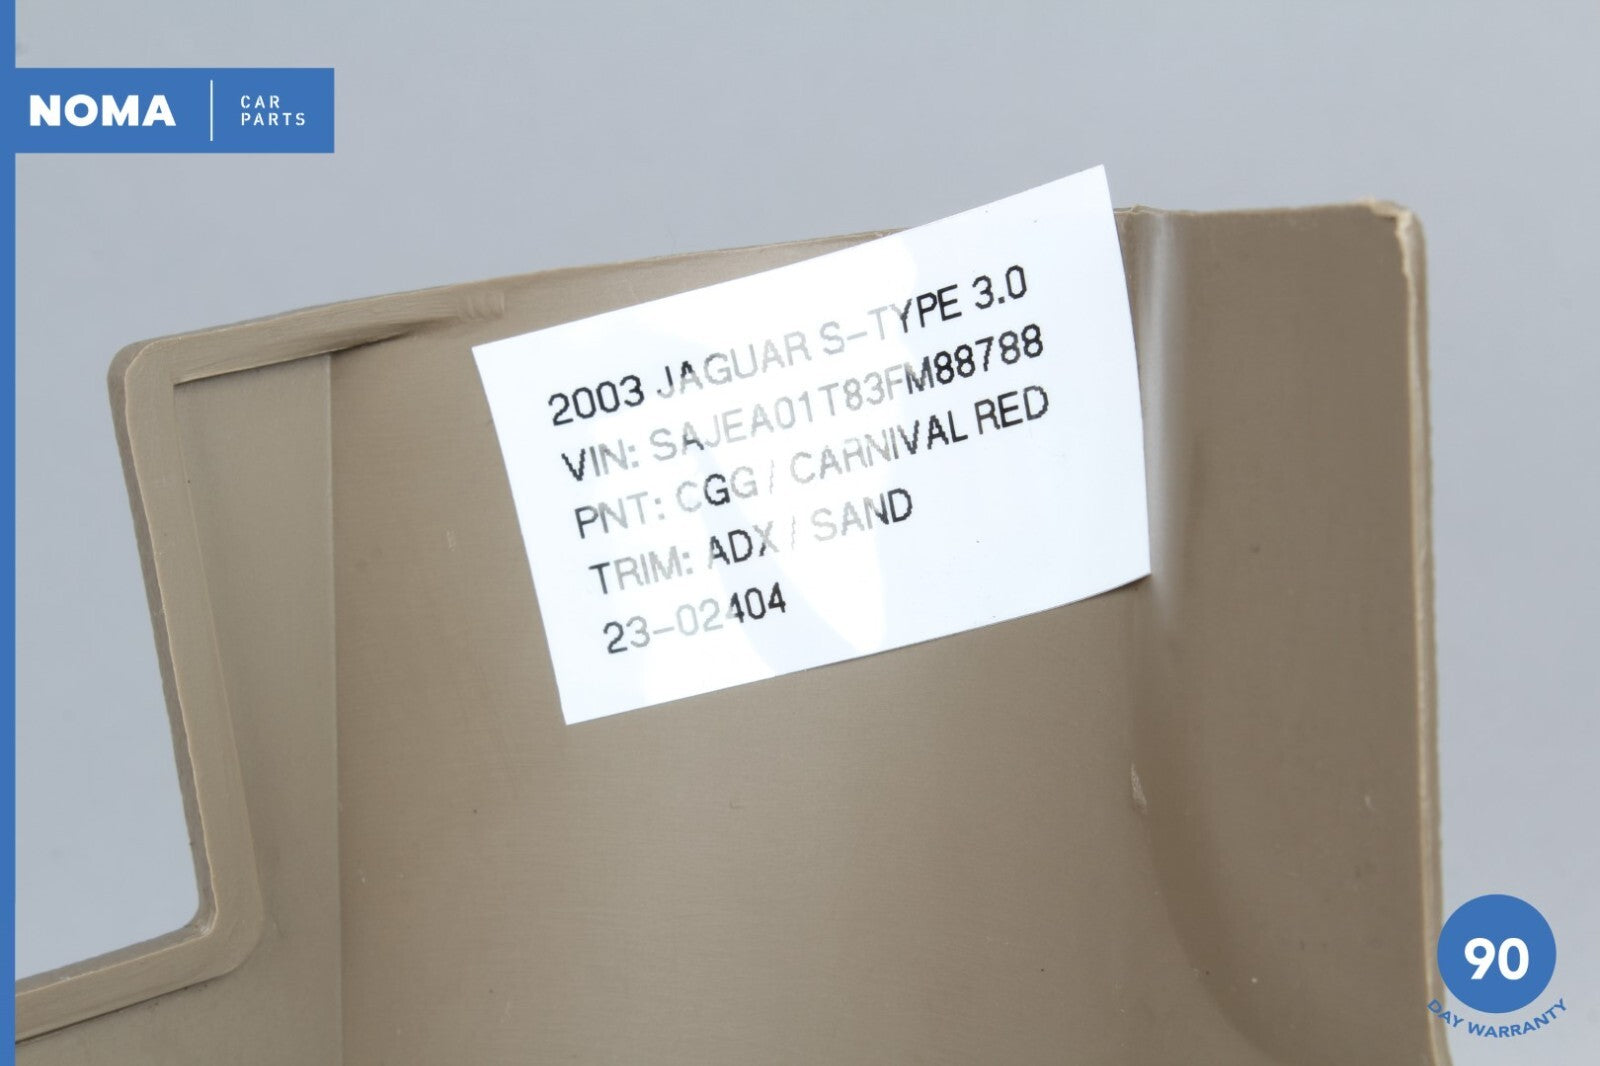 NOMA
CAR
PARTS
2003 JAGUAR S-TYPE 3.0
VIN: SAJEA01T83FM88788
PNT: CGG / CARNIVAL RED
TRIM: ADX / SAND
23-02404
90
DAY WARRANTY